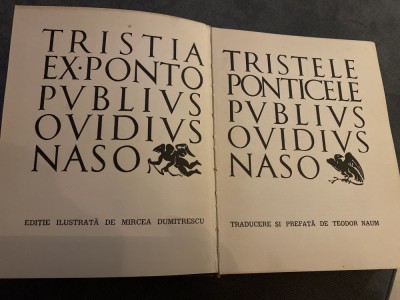 TRISTIA
EX·PONTO
PVBLIVS
OVIDIVS
NASO
EDIȚIE ILUSTRATĂ DE MIRCEA DUMITRESCU
TRISTELE
PONTICELE
PVBLIVS
OVIDIVS
NASO
TRADUCERE ȘI PREFAȚĂ DE TEODOR NAUM